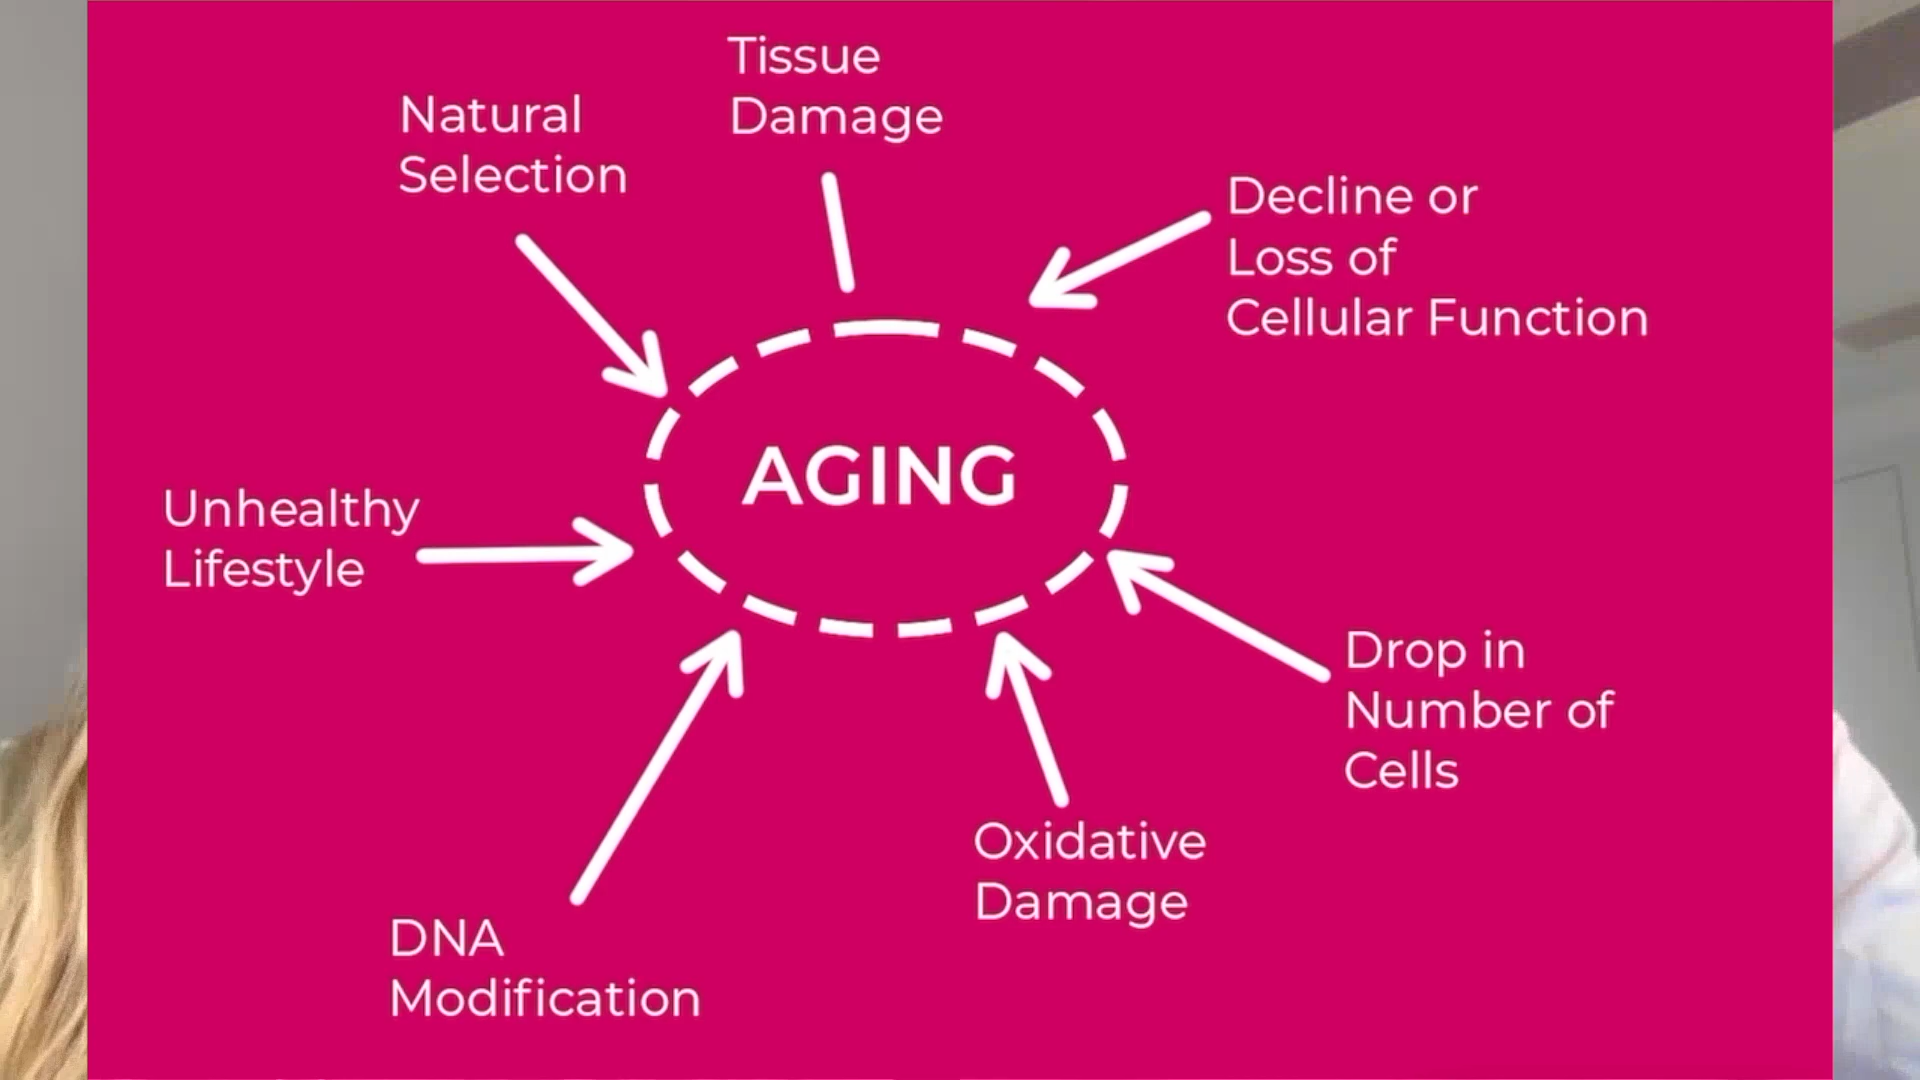 Tissue
Damage
Natural
Selection
Decline or
Loss of
Cellular Function
AGING
Unhealthy
Lifestyle
Drop in
Number of
Cells
Oxidative
Damage
DNA
Modification